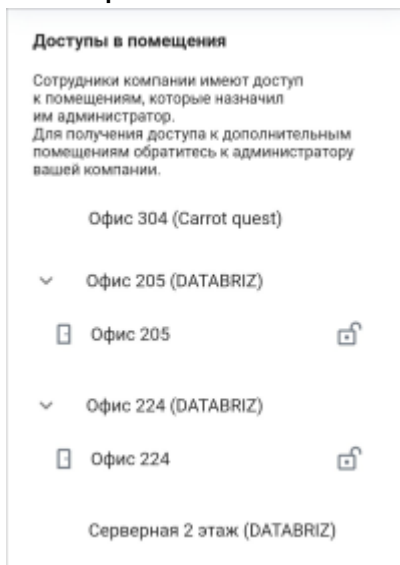 Доступы в помещения
Сотрудники компании имеют доступ
к помещениям, которые назначил
им администратор.
Для получения доступа к дополнительным
помещениям обратитесь к администратору
вашей компании.
Офис 304 (Carrot quest)
Офис 205 (DATABRIZ)
Офис 205
Офис 224 (DATABRIZ)
Офис 224
Серверная 2 этаж (DATABRIZ)